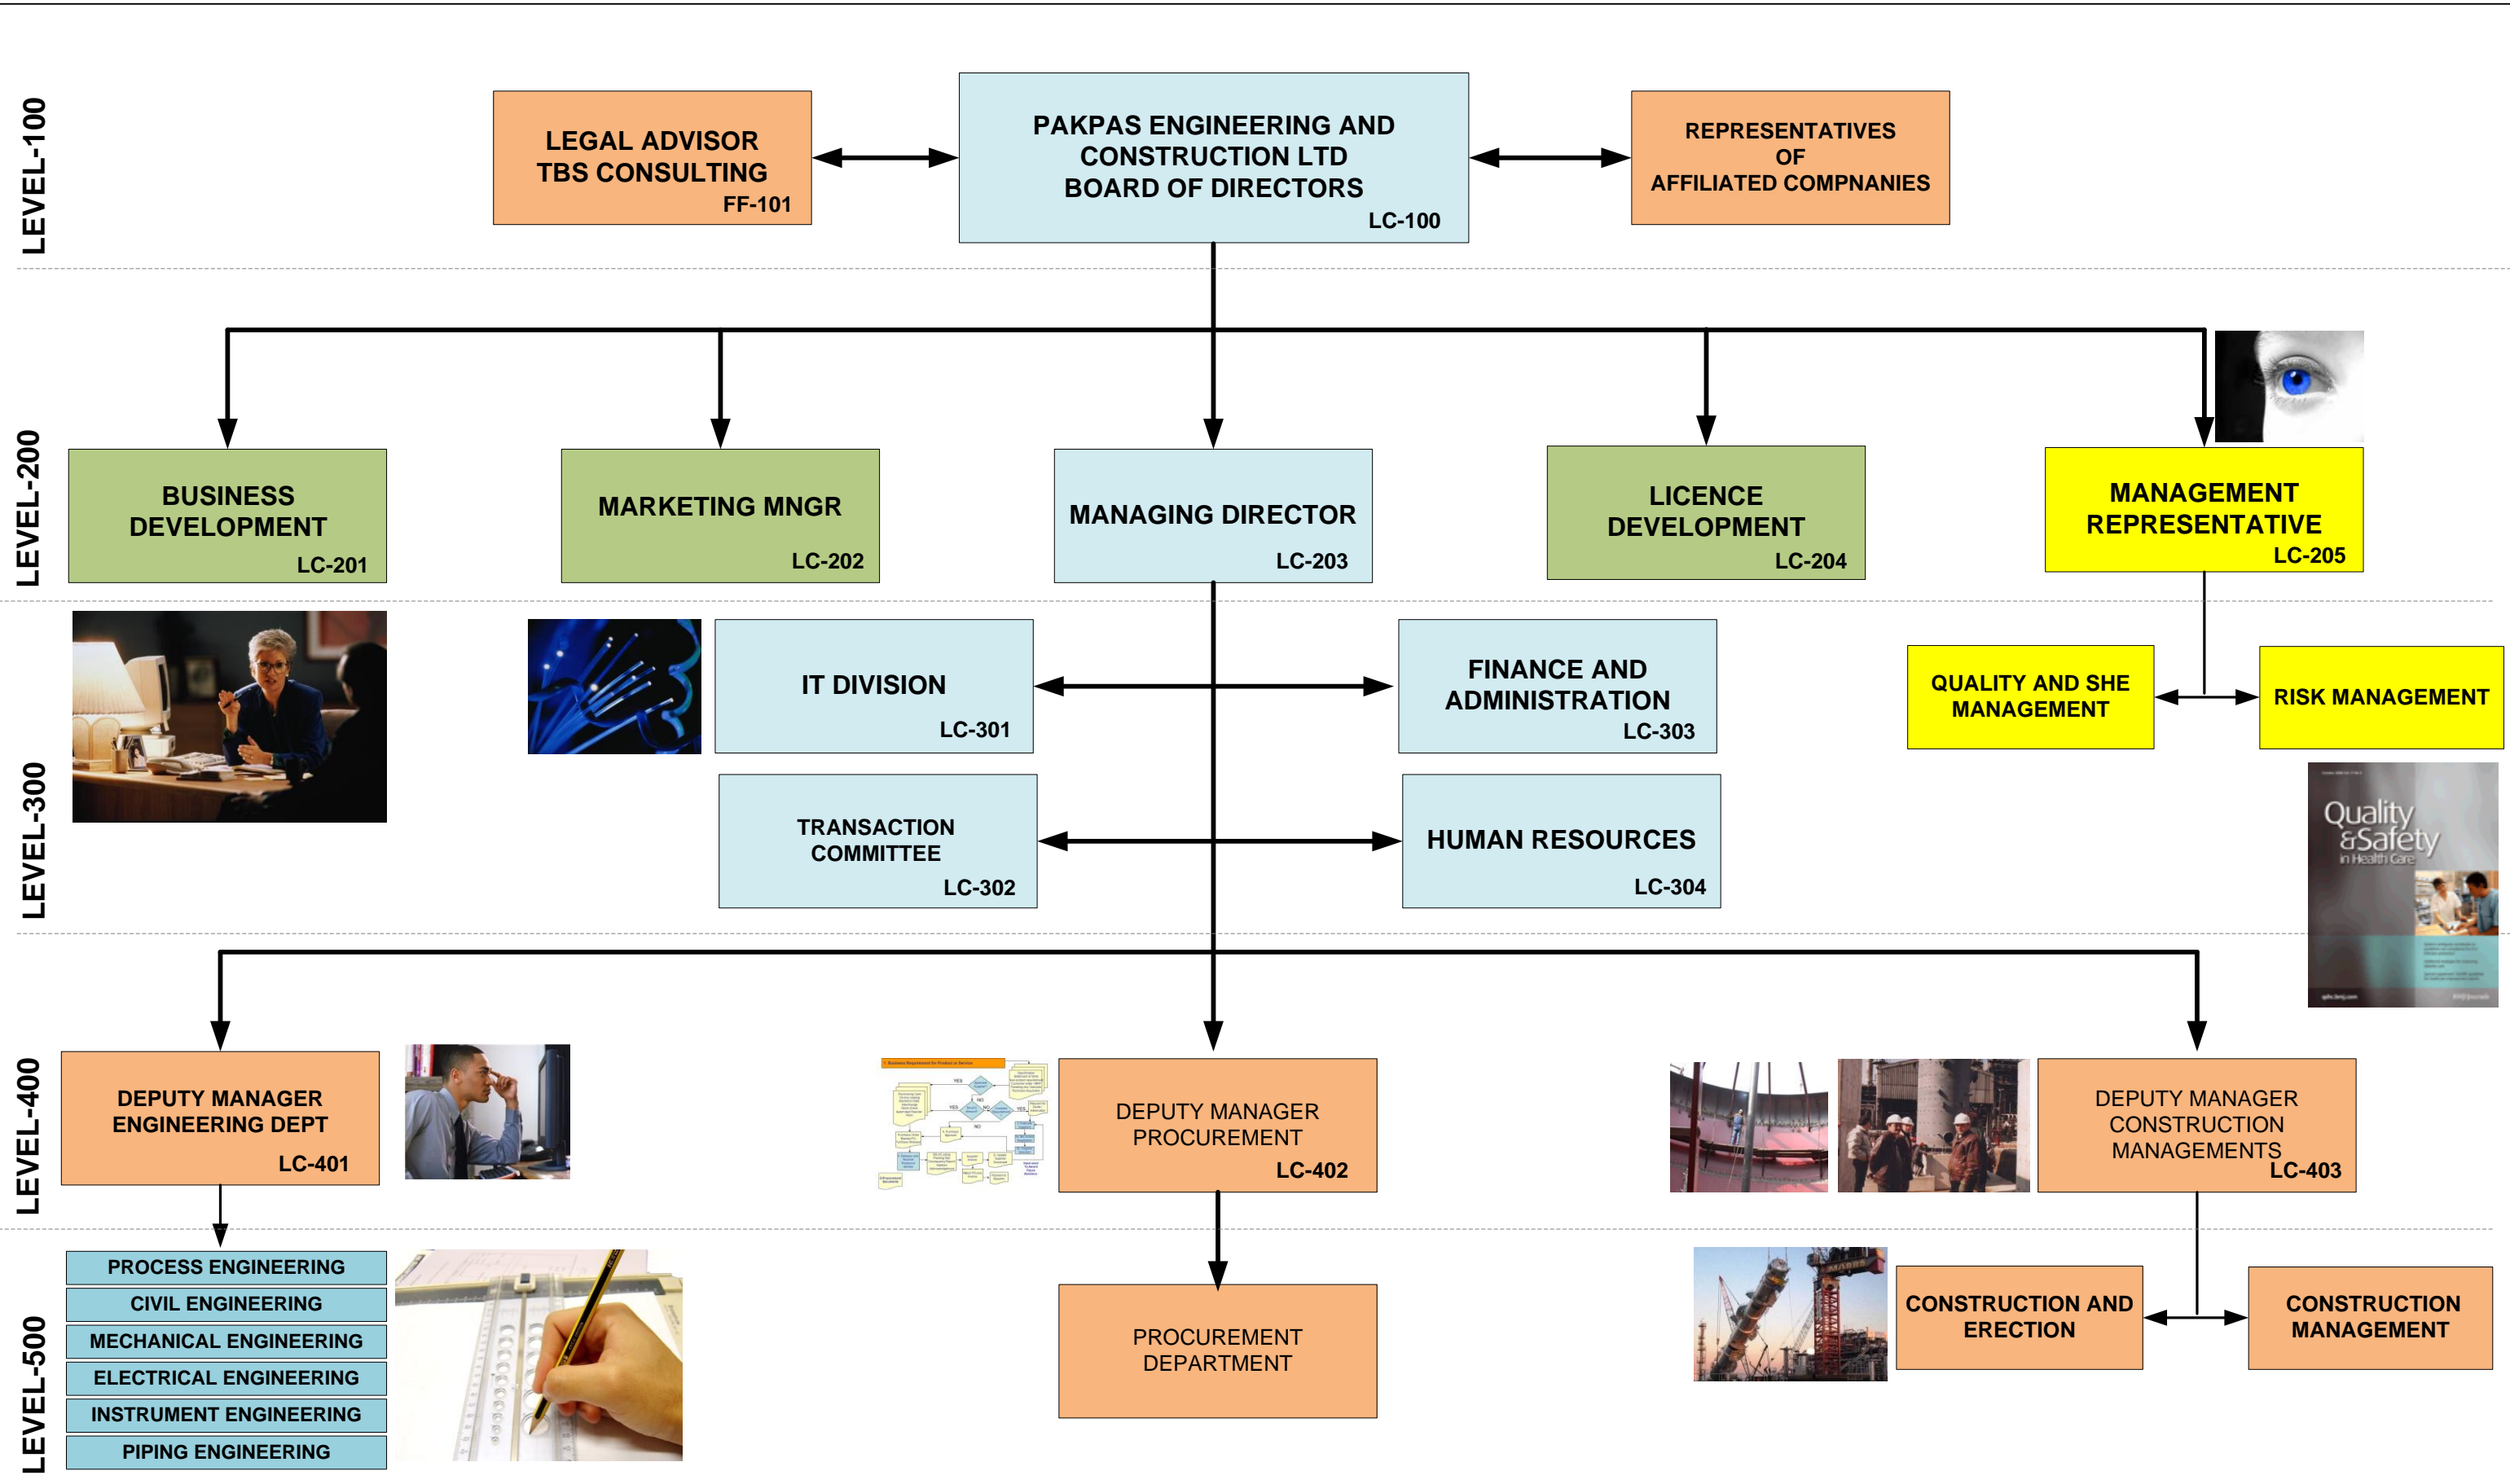 LEVEL-100
LEGAL ADVISOR
TBS CONSULTING
FF-101
PAKPAS ENGINEERING AND
CONSTRUCTION LTD
BOARD OF DIRECTORS
LC-100
REPRESENTATIVES
OF
AFFILIATED COMPNANIES
LEVEL-200
BUSINESS
DEVELOPMENT
LC-201
MARKETING MNGR
LC-202
MANAGING DIRECTOR
LC-203
LICENCE
DEVELOPMENT
LC-204
MANAGEMENT
REPRESENTATIVE
LC-205
LEVEL-300
IT DIVISION
LC-301
FINANCE AND
ADMINISTRATION
LC-303
QUALITY AND SHE
MANAGEMENT
RISK MANAGEMENT
TRANSACTION
COMMITTEE
LC-302
HUMAN RESOURCES
LC-304
Quality
&Safety
in Health Care
LEVEL-400
DEPUTY MANAGER
ENGINEERING DEPT
LC-401
YES
NO
YES
NO
YES
NO
DEPUTY MANAGER
PROCUREMENT
LC-402
DEPUTY MANAGER
CONSTRUCTION
MANAGEMENTS
LC-403
LEVEL-500
PROCESS ENGINEERING
CIVIL ENGINEERING
MECHANICAL ENGINEERING
ELECTRICAL ENGINEERING
INSTRUMENT ENGINEERING
PIPING ENGINEERING
PROCUREMENT
DEPARTMENT
CONSTRUCTION AND
ERECTION
CONSTRUCTION
MANAGEMENT